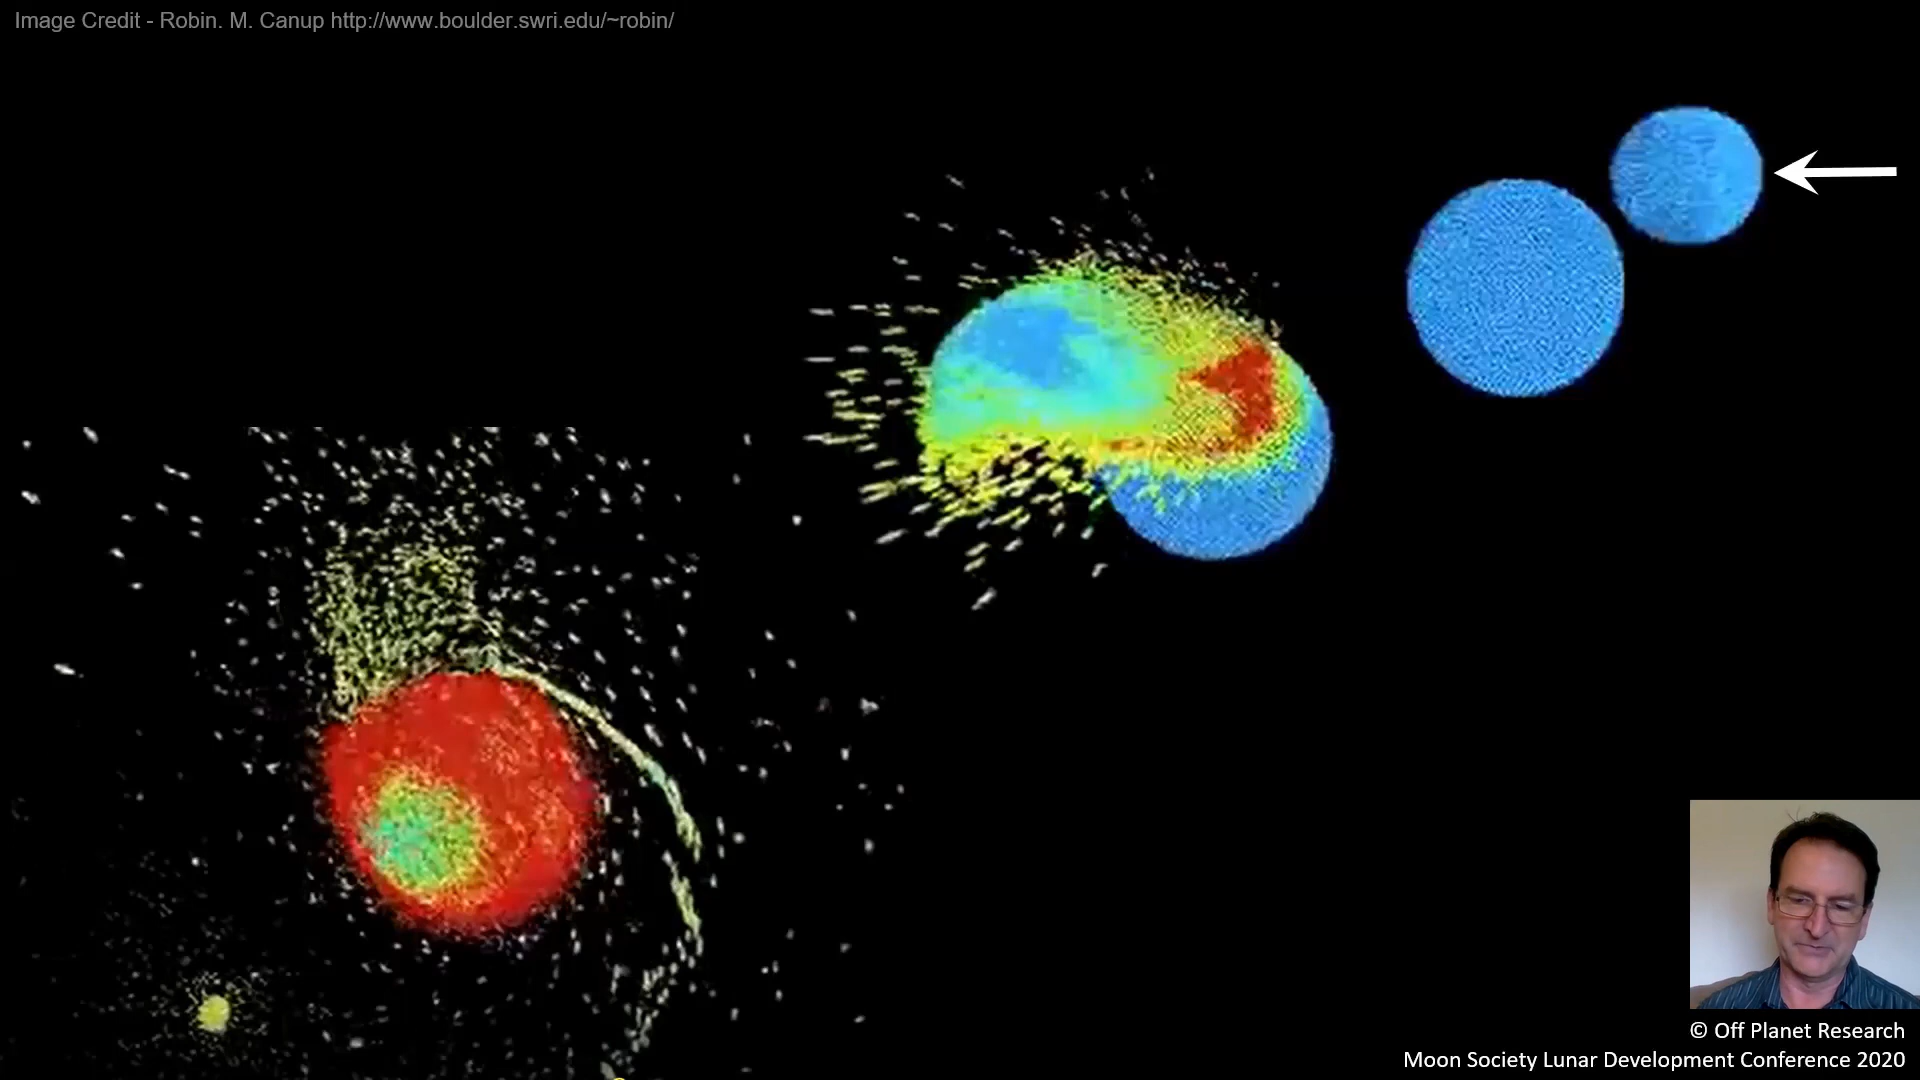 Image Credit - Robin. M. Canup http://www.boulder.swri.edu/~robin/
© Off Planet Research
Moon Society Lunar Development Conference 2020